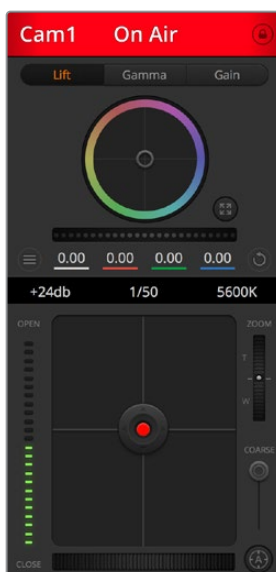 Cam1 On Air
Lift Gamma Gain
0.00 0.00 0.00 0.00
+24db 1/50 5600K
OPEN ZOOM
T
W
COARSE
A
CLOSE